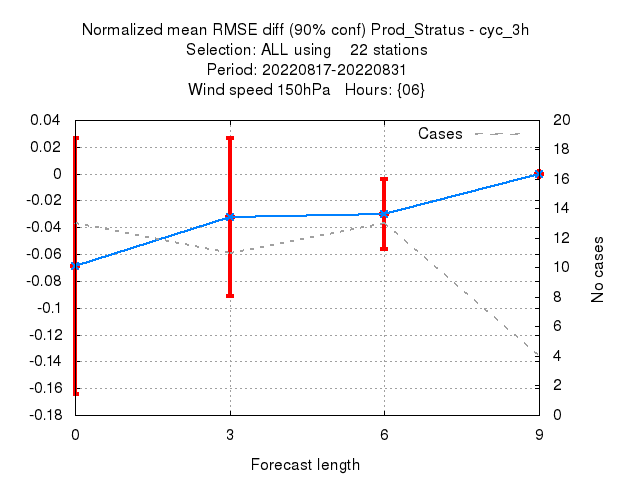 Normalized mean RMSE diff (90% conf) Prod_Stratus - cyc_3h
Selection: ALL using    22 stations
Period: 20220817-20220831
Wind speed 150hPa   Hours: {06}
Cases
0.04
0.02
0
-0.02
-0.04
-0.06
-0.08
-0.1
-0.12
-0.14
-0.16
-0.18
20
18
16
14
12
10
8
6
4
2
0
No cases
0 3 6 9
Forecast length